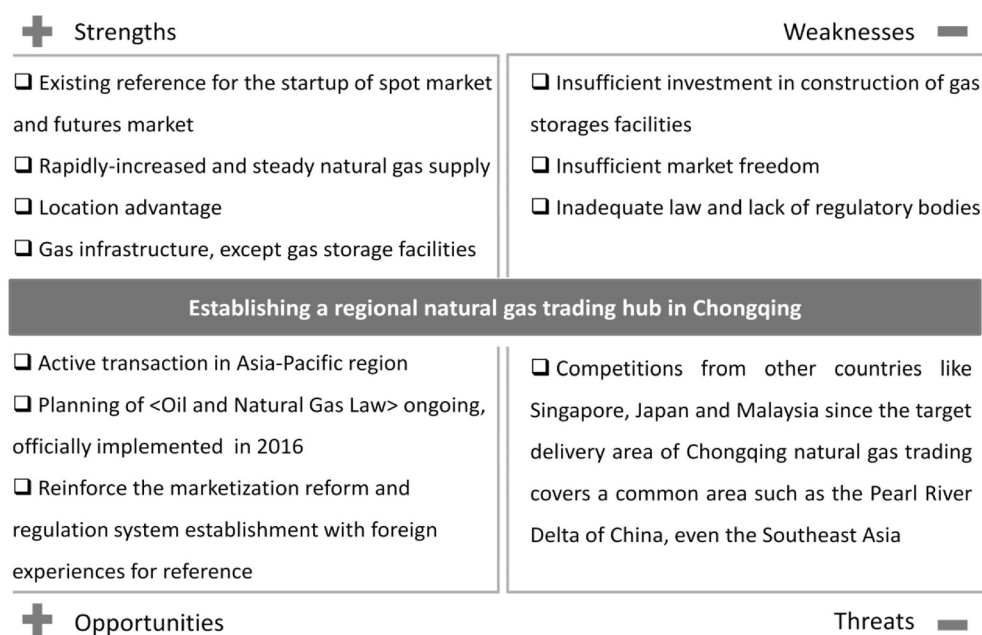 Strengths
Weaknesses
❑ Existing reference for the startup of spot market
and futures market
❑ Rapidly-increased and steady natural gas supply
❑ Location advantage
❑ Gas infrastructure, except gas storage facilities
❑ Insufficient investment in construction of gas
storages facilities
❑ Insufficient market freedom
❑ Inadequate law and lack of regulatory bodies
Establishing a regional natural gas trading hub in Chongqing
❑ Active transaction in Asia-Pacific region
❑ Planning of <Oil and Natural Gas Law> ongoing,
officially implemented in 2016
❑ Reinforce the marketization reform and
regulation system establishment with foreign
experiences for reference
❑ Competitions from other countries like
Singapore, Japan and Malaysia since the target
delivery area of Chongqing natural gas trading
covers a common area such as the Pearl River
Delta of China, even the Southeast Asia
Opportunities
Threats